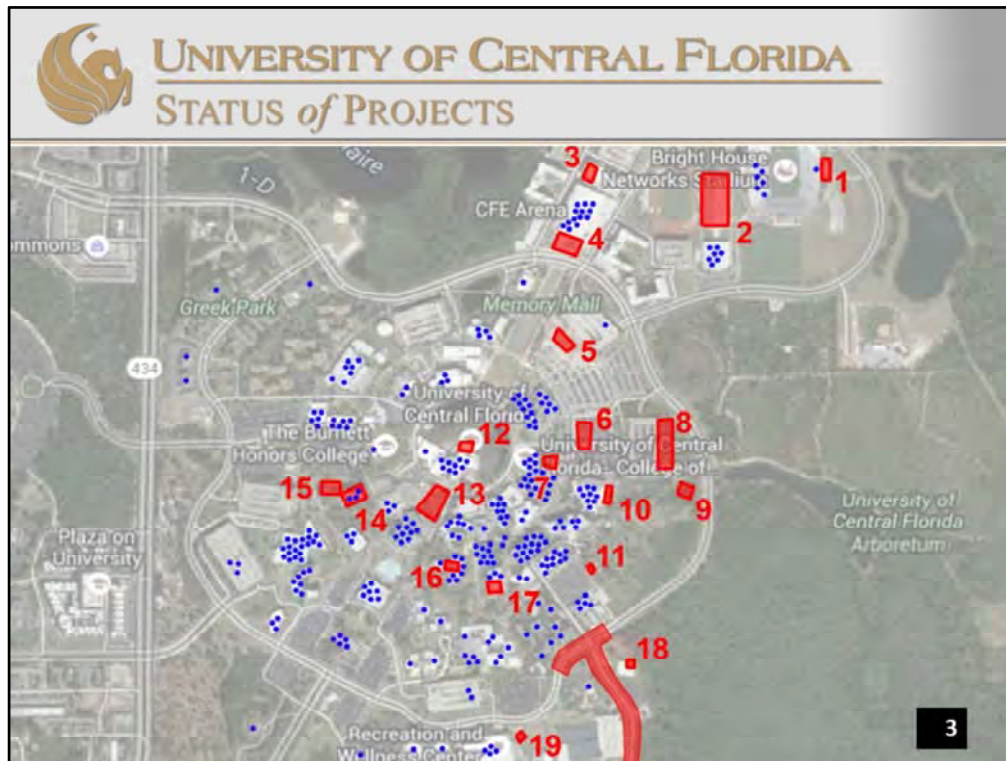 UNIVERSITY OF CENTRAL FLORIDA
STATUS of PROJECTS
3
Bright House
Networks Stadium
1
1-D
CFE Arena
2
4
ommons
Greek Park
Memory Mall
5
434
University of
Central Florid
6
8
The Burnett
Honors College
12
University of Central
Florida - College of
7
15
13
14
10
9
University of
Central Florida
Arboretum
Plaza on
University
16
11
17
18
Recreation and
Wellness Center
19
3